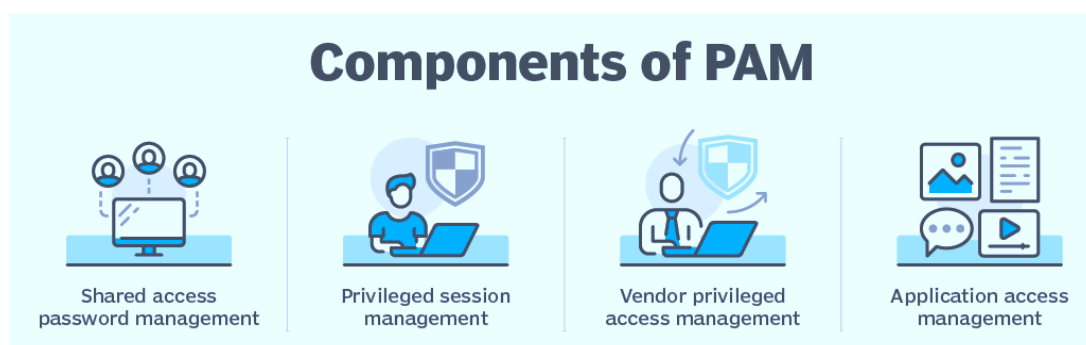 Components of PAM
Shared access
password management
Privileged session
management
Vendor privileged
access management
Application access
management